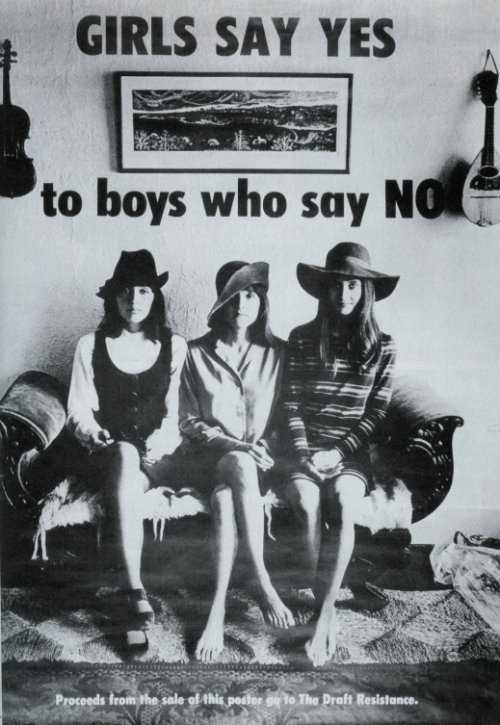 GIRLS SAY YES
to boys who say NO
Proceeds from the sale of this poster go to The Draft Resistance.